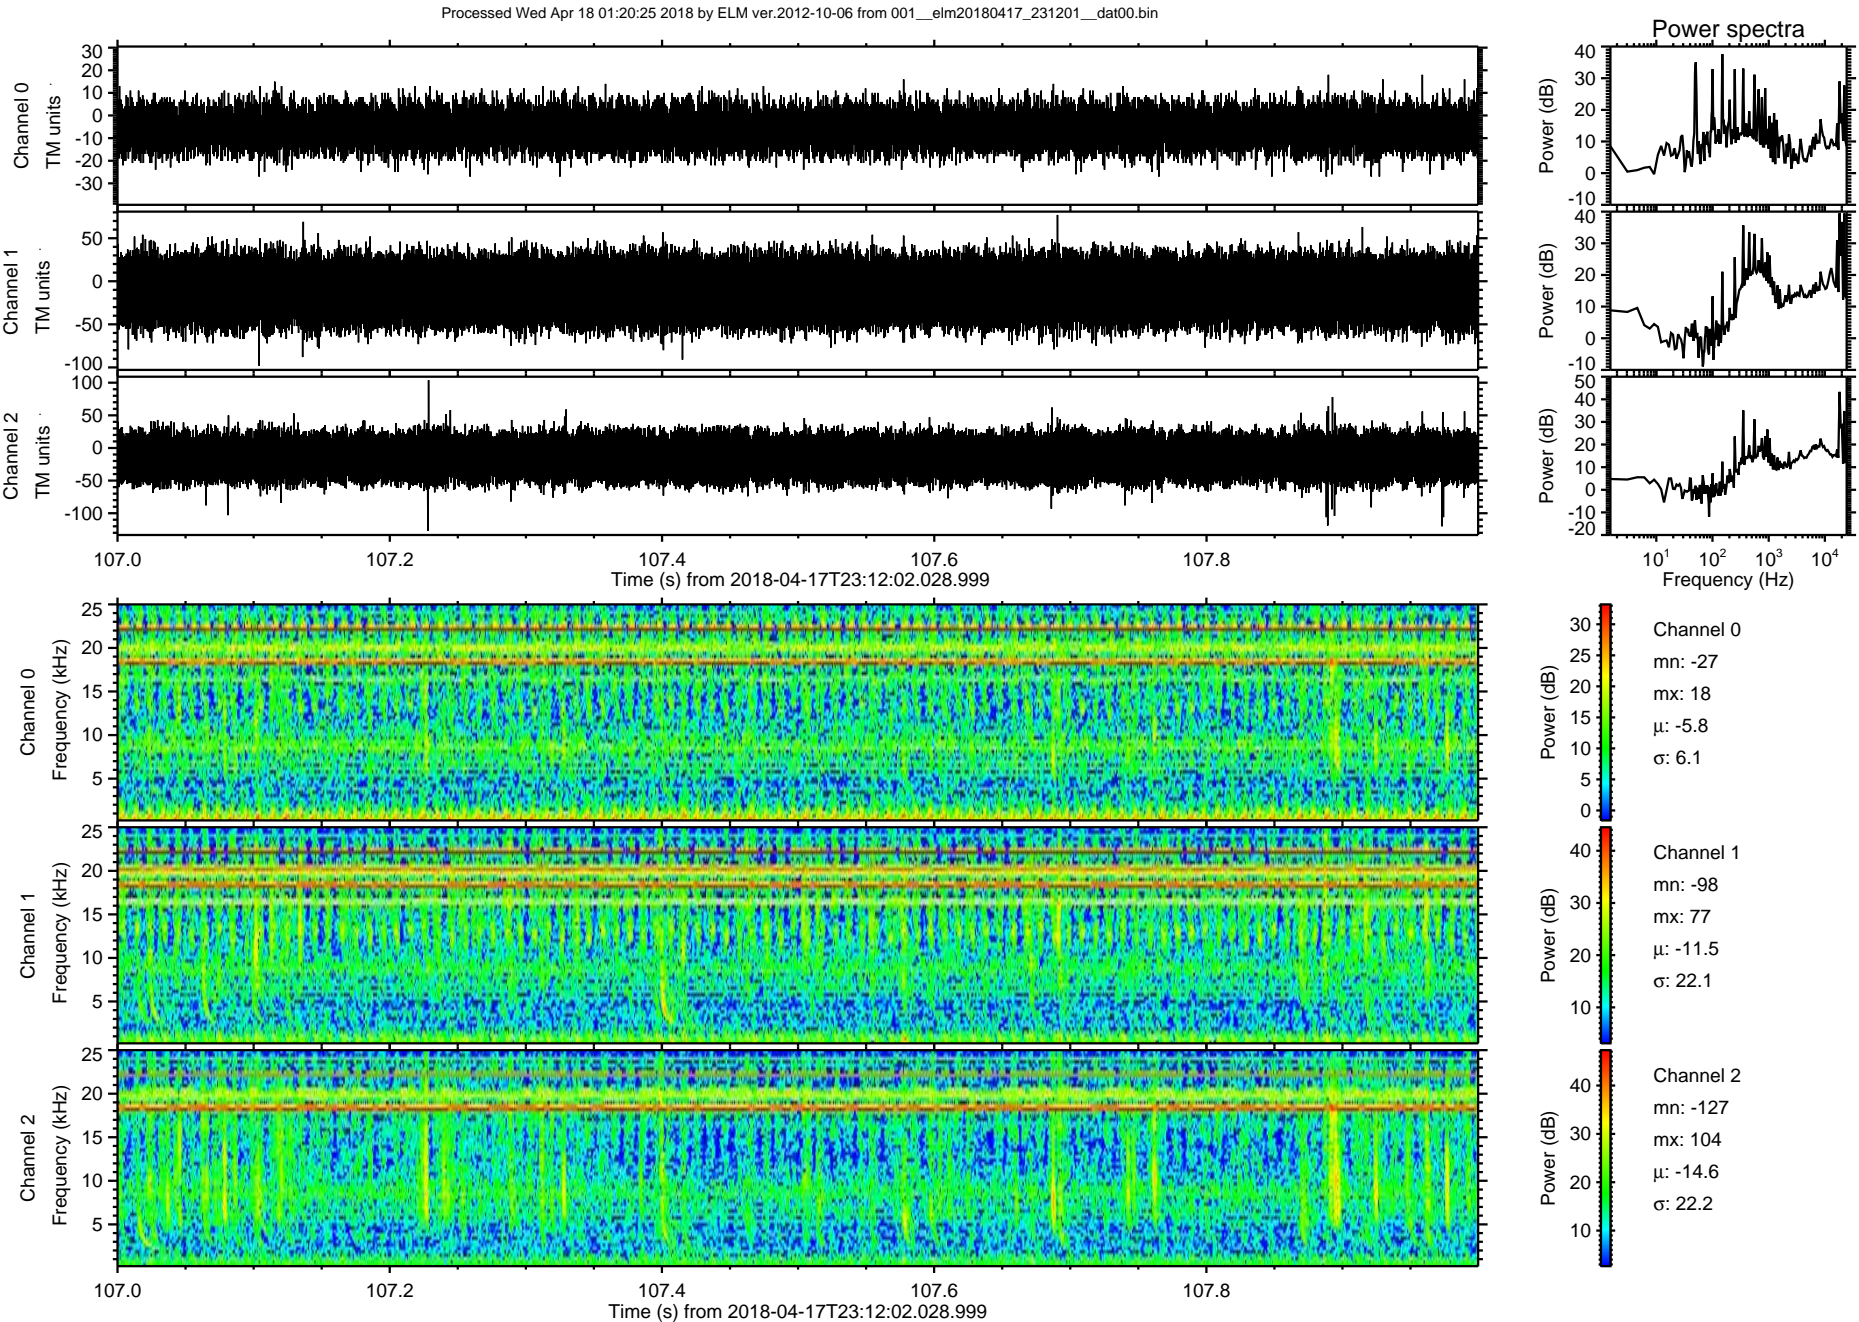 Processed Wed Apr 18 01:20:25 2018 by ELM ver.2012-10-06 from 001__elm20180417_231201__dat00.bin
Power spectra
Channel 0
TM units
30
20
10
0
-10
-20
-30
Power (dB)
40
30
20
10
0
-10
Channel 1
TM units
50
0
-50
-100
Power (dB)
40
30
20
10
0
-10
Channel 2
TM units
100
50
0
-50
-100
Power (dB)
50
40
30
20
10
0
-10
-20
107.0 107.2 107.4 107.6 107.8
Time (s) from 2018-04-17T23:12:02.028.999
10^1 10^2 10^3 10^4
Frequency (Hz)
Channel 0
Frequency (kHz)
25
20
15
10
5
Power (dB)
30
25
20
15
10
5
0
Channel 0
mn: -27
mx: 18
μ: -5.8
σ: 6.1
Channel 1
Frequency (kHz)
25
20
15
10
5
Power (dB)
40
30
20
10
Channel 1
mn: -98
mx: 77
μ: -11.5
σ: 22.1
Channel 2
Frequency (kHz)
25
20
15
10
5
Power (dB)
40
30
20
10
Channel 2
mn: -127
mx: 104
μ: -14.6
σ: 22.2
107.0 107.2 107.4 107.6 107.8
Time (s) from 2018-04-17T23:12:02.028.999